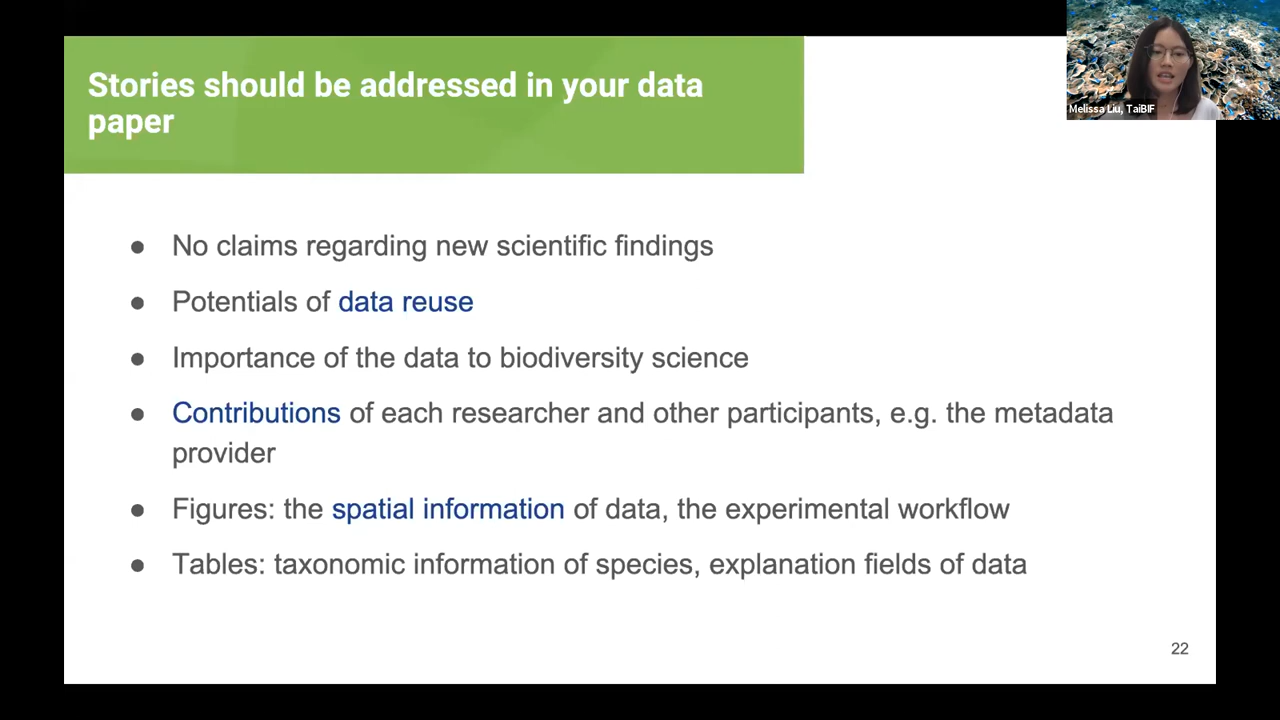 Stories should be addressed in your data
paper
Melissa Liu, TaiBIF
● No claims regarding new scientific findings
● Potentials of data reuse
● Importance of the data to biodiversity science
● Contributions of each researcher and other participants, e.g. the metadata
provider
● Figures: the spatial information of data, the experimental workflow
● Tables: taxonomic information of species, explanation fields of data
22